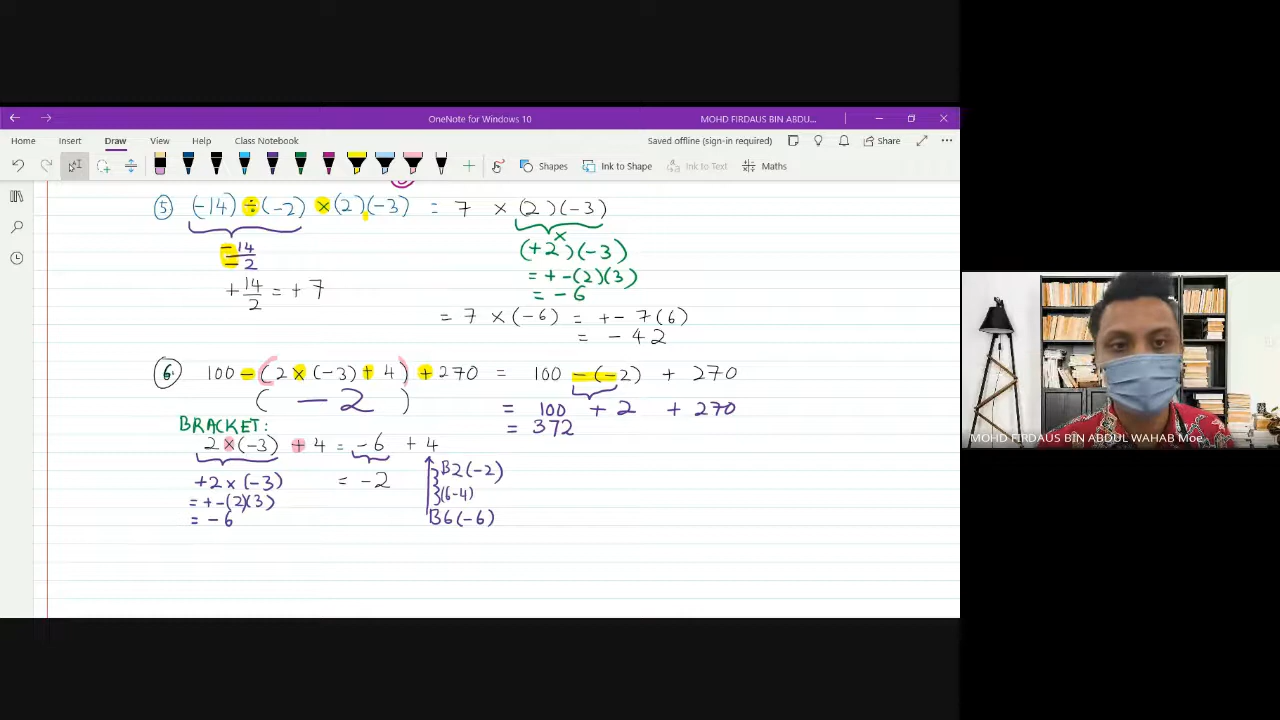 OneNote for Windows 10
MOHD FIRDAUS BIN ABDU...
Home Insert Draw View Help Class Notebook
Saved offline (sign-in required)
Share
Shapes Ink to Shape Ink to Text Maths
⑤ (-14) ÷ (-2) × (2)(-3) = 7 × (2)(-3)
×
-14/-2
(+2)(-3)
= + - (2)(3)
+14/2 = + 7
= - 6
= 7 × (-6) = + - 7(6)
= - 42
⑥ 100 - (2 × (-3) + 4) + 270 = 100 - (-2) + 270
( - 2 )
= 100 + 2 + 270
BRACKET:
= 372
2 × (-3) + 4 = -6 + 4
+2 × (-3)
= -2
B2 (-2)
= + - (2)(3)
(6-4)
= - 6
B6 (-6)
MOHD FIRDAUS BIN ABDUL WAHAB Moe